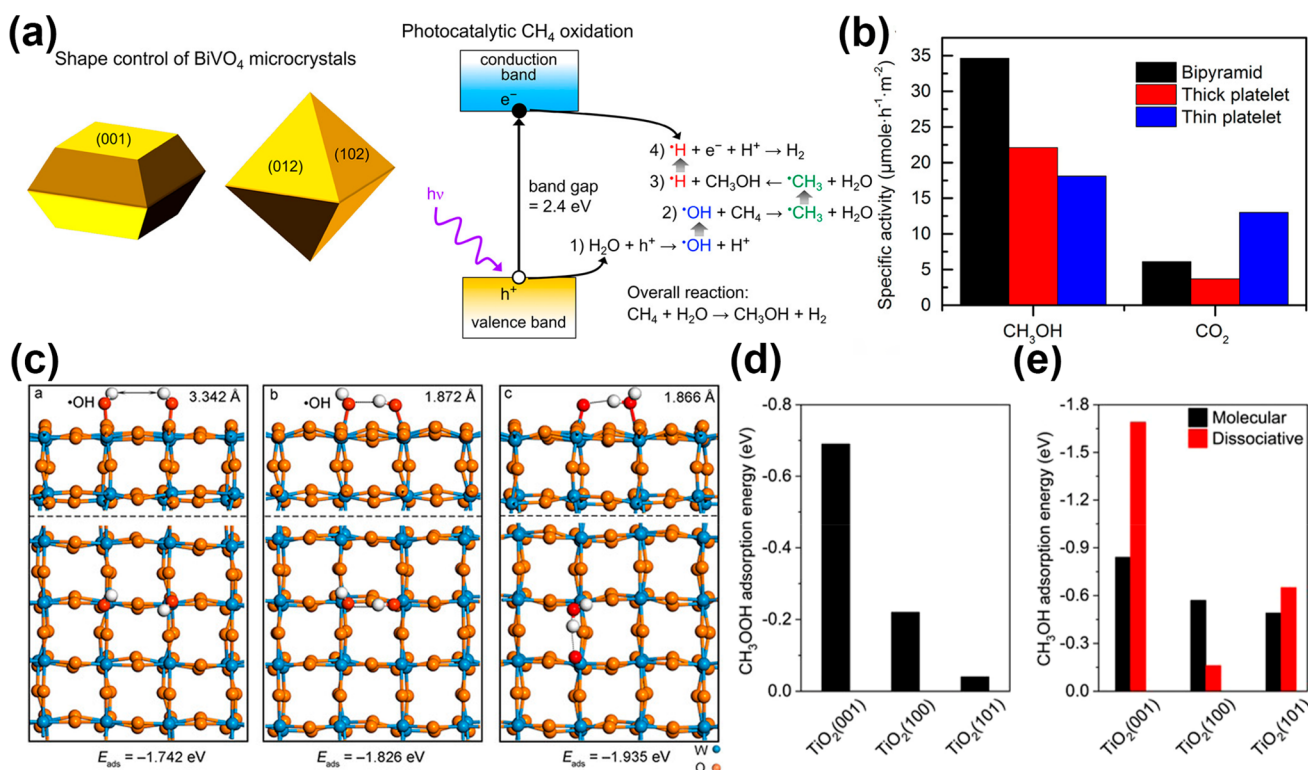 (a)
Shape control of BiVO₄ microcrystals
(001)
(012)
(102)
Photocatalytic CH₄ oxidation
conduction
band
e⁻
hν
band gap
= 2.4 eV
h⁺
valence band
4) •H + e⁻ + H⁺ → H₂
3) •H + CH₃OH ← •CH₃ + H₂O
2) •OH + CH₄ → •CH₃ + H₂O
1) H₂O + h⁺ → •OH + H⁺
Overall reaction:
CH₄ + H₂O → CH₃OH + H₂
(b)
Specific activity (μmole·h⁻¹·m⁻²)
35
30
25
20
15
10
5
0
Bipyramid
Thick platelet
Thin platelet
CH₃OH
CO₂
(c)
a
•OH
3.342 Å
b
•OH
1.872 Å
c
1.866 Å
E_ads = −1.742 eV
E_ads = −1.826 eV
E_ads = −1.935 eV
W
O
(d)
CH₃OOH adsorption energy (eV)
-0.8
-0.6
-0.4
-0.2
0.0
TiO₂(001)
TiO₂(100)
TiO₂(101)
(e)
CH₃OH adsorption energy (eV)
-1.8
-1.5
-1.2
-0.9
-0.6
-0.3
0.0
Molecular
Dissociative
TiO₂(001)
TiO₂(100)
TiO₂(101)